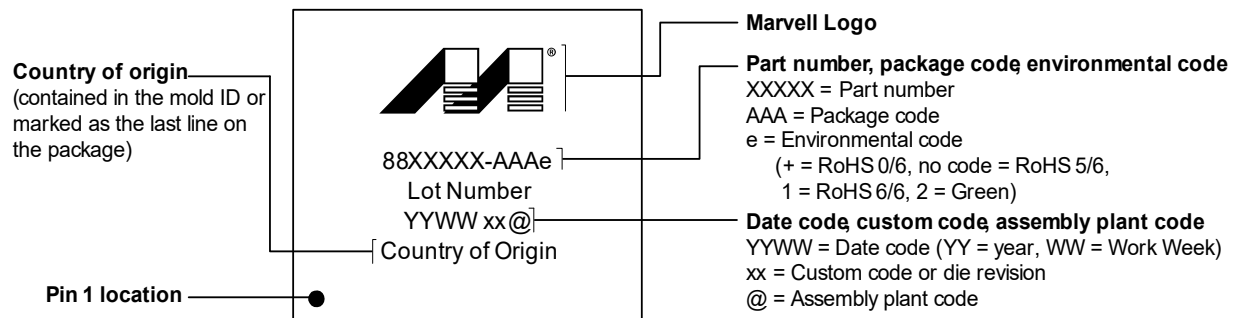 Marvell Logo
Country of origin
(contained in the mold ID or
marked as the last line on
the package)
®
Part number, package code, environmental code
XXXXX = Part number
AAA = Package code
e = Environmental code
(+ = RoHS 0/6, no code = RoHS 5/6,
1 = RoHS 6/6, 2 = Green)
88XXXXX-AAAe
Lot Number
YYWW xx@
Country of Origin
Date code, custom code, assembly plant code
YYWW = Date code (YY = year, WW = Work Week)
xx = Custom code or die revision
@ = Assembly plant code
Pin 1 location